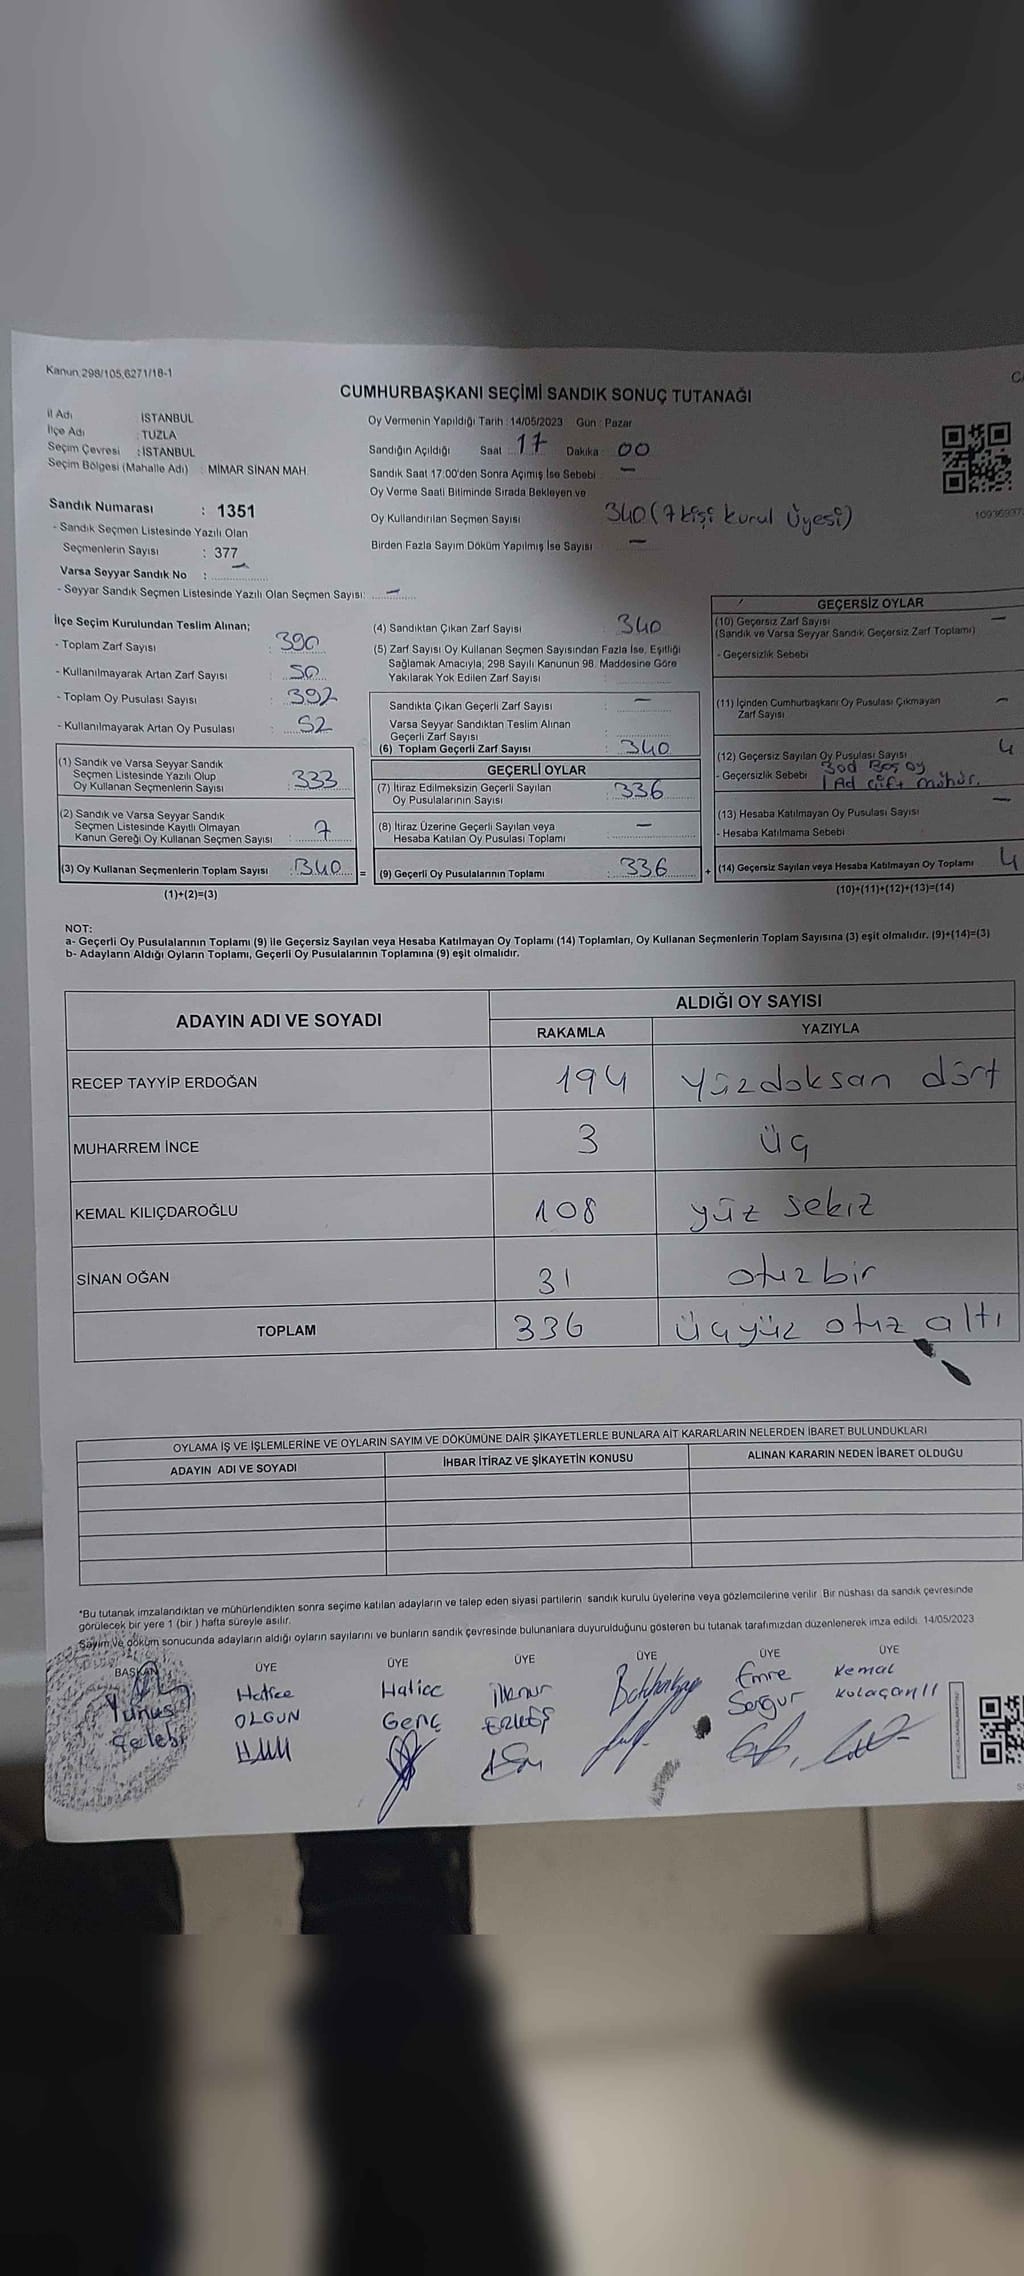 Kanun 298/105,6271/18-1
CUMHURBAŞKANI SEÇİMİ SANDIK SONUÇ TUTANAĞI
İl Adı İSTANBUL
İlçe Adı : TUZLA
Seçim Çevresi : İSTANBUL
Seçim Bölgesi (Mahalle Adı) : MİMAR SİNAN MAH.
Sandık Numarası : 1351
- Sandık Seçmen Listesinde Yazılı Olan
Seçmenlerin Sayısı : 377
Varsa Seyyar Sandık No : —
- Seyyar Sandık Seçmen Listesinde Yazılı Olan Seçmen Sayısı: —
Oy Vermenin Yapıldığı Tarih : 14/05/2023 Gün : Pazar
Sandığın Açıldığı Saat 17 Dakika 00
Sandık Saat 17:00'den Sonra Açımış İse Sebebi : —
Oy Verme Saati Bitiminde Sırada Bekleyen ve
Oy Kullandırılan Seçmen Sayısı 340 (7 kişi kurul Üyesi)
Birden Fazla Sayım Döküm Yapılmış İse Sayısı : —
İlçe Seçim Kurulundan Teslim Alınan;
- Toplam Zarf Sayısı : 390
- Kullanılmayarak Artan Zarf Sayısı : 50
- Toplam Oy Pusulası Sayısı : 392
- Kullanılmayarak Artan Oy Pusulası : 52
(1) Sandık ve Varsa Seyyar Sandık
Seçmen Listesinde Yazılı Olup
Oy Kullanan Seçmenlerin Sayısı : 333
(2) Sandık ve Varsa Seyyar Sandık
Seçmen Listesinde Kayıtlı Olmayan
Kanun Gereği Oy Kullanan Seçmen Sayısı : 7
(3) Oy Kullanan Seçmenlerin Toplam Sayısı : 340 =
(1)+(2)=(3)
(4) Sandıktan Çıkan Zarf Sayısı : 340
(5) Zarf Sayısı Oy Kullanan Seçmen Sayısından Fazla İse, Eşitliği
Sağlamak Amacıyla; 298 Sayılı Kanunun 98. Maddesine Göre
Yakılarak Yok Edilen Zarf Sayısı
Sandıkta Çıkan Geçerli Zarf Sayısı : —
Varsa Seyyar Sandıktan Teslim Alınan
Geçerli Zarf Sayısı
(6) Toplam Geçerli Zarf Sayısı : 340
GEÇERLİ OYLAR
(7) İtiraz Edilmeksizin Geçerli Sayılan
Oy Pusulalarının Sayısı : 336
(8) İtiraz Üzerine Geçerli Sayılan veya
Hesaba Katılan Oy Pusulası Toplamı : —
(9) Geçerli Oy Pusulalarının Toplamı : 336 +
GEÇERSİZ OYLAR
(10) Geçersiz Zarf Sayısı —
(Sandık ve Varsa Seyyar Sandık Geçersiz Zarf Toplamı)
- Geçersizlik Sebebi
(11) İçinden Cumhurbaşkanı Oy Pusulası Çıkmayan —
Zarf Sayısı
(12) Geçersiz Sayılan Oy Pusulası Sayısı 4
- Geçersizlik Sebebi 3ad Boş oy
1 Ad çift mühür.
(13) Hesaba Katılmayan Oy Pusulası Sayısı —
- Hesaba Katılmama Sebebi
(14) Geçersiz Sayılan veya Hesaba Katılmayan Oy Toplamı 4
(10)+(11)+(12)+(13)=(14)
NOT:
a- Geçerli Oy Pusulalarının Toplamı (9) İle Geçersiz Sayılan veya Hesaba Katılmayan Oy Toplamı (14) Toplamları, Oy Kullanan Seçmenlerin Toplam Sayısına (3) eşit olmalıdır. (9)+(14)=(3)
b- Adayların Aldığı Oyların Toplamı, Geçerli Oy Pusulalarının Toplamına (9) eşit olmalıdır.
ADAYIN ADI VE SOYADI ALDIĞI OY SAYISI
RAKAMLA YAZIYLA
RECEP TAYYİP ERDOĞAN 194 Yüzdoksan dört
MUHARREM İNCE 3 üç
KEMAL KILIÇDAROĞLU 108 yüz sekiz
SİNAN OĞAN 31 otuzbir
TOPLAM 336 üçyüz otuz altı
OYLAMA İŞ VE İŞLEMLERİNE VE OYLARIN SAYIM VE DÖKÜMÜNE DAİR ŞİKAYETLERLE BUNLARA AİT KARARLARIN NELERDEN İBARET BULUNDUKLARI
ADAYIN ADI VE SOYADI İHBAR İTİRAZ VE ŞİKAYETİN KONUSU ALINAN KARARIN NEDEN İBARET OLDUĞU
*Bu tutanak imzalandıktan ve mühürlendikten sonra seçime katılan adayların ve talep eden siyasi partilerin sandık kurulu üyelerine veya gözlemcilerine verilir. Bir nüshası da sandık çevresinde
görülecek bir yere 1 (bir ) hafta süreyle asılır.
Sayım ve döküm sonucunda adayların aldığı oyların sayılarını ve bunların sandık çevresinde bulunanlara duyurulduğunu gösteren bu tutanak tarafımızdan düzenlenerek imza edildi. 14/05/2023
BAŞKAN ÜYE ÜYE ÜYE ÜYE ÜYE ÜYE
Yunus Hatice Hatice ilknur Emre Kemal
Çelebi OLGUN Genç Sorgur